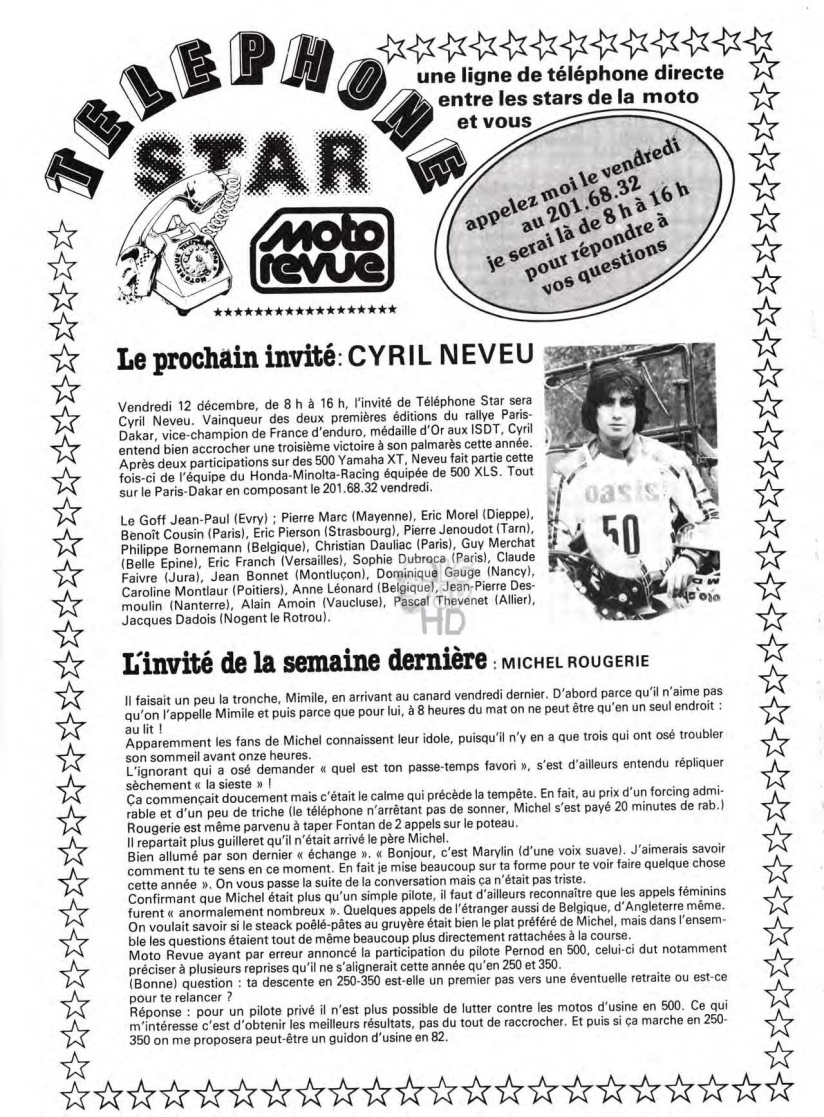 TELEPHONE
STAR
Moto
revue
une ligne de téléphone directe
entre les stars de la moto
et vous
appelez moi le vendredi
au 201.68.32
je serai là de 8 h à 16 h
pour répondre à
vos questions
Le prochain invité: CYRIL NEVEU
Vendredi 12 décembre, de 8 h à 16 h, l'invité de Téléphone Star sera
Cyril Neveu. Vainqueur des deux premières éditions du rallye Paris-
Dakar, vice-champion de France d'enduro, médaille d'Or aux ISDT, Cyril
entend bien accrocher une troisième victoire à son palmarès cette année.
Après deux participations sur des 500 Yamaha XT, Neveu fait partie cette
fois-ci de l'équipe du Honda-Minolta-Racing équipée de 500 XLS. Tout
sur le Paris-Dakar en composant le 201.68.32 vendredi.
Le Goff Jean-Paul (Evry) ; Pierre Marc (Mayenne), Eric Morel (Dieppe),
Benoît Cousin (Paris), Eric Pierson (Strasbourg), Pierre Jenoudot (Tarn),
Philippe Bornemann (Belgique), Christian Dauliac (Paris), Guy Merchat
(Belle Epine), Eric Franch (Versailles), Sophie Dubroca (Paris), Claude
Faivre (Jura), Jean Bonnet (Montluçon), Dominique Gauge (Nancy),
Caroline Montlaur (Poitiers), Anne Léonard (Belgique), Jean-Pierre Des-
moulin (Nanterre), Alain Amoin (Vaucluse), Pascal Thevenet (Allier),
Jacques Dadois (Nogent le Rotrou).
HD
oasis
50
L'invité de la semaine dernière : MICHEL ROUGERIE
Il faisait un peu la tronche, Mimile, en arrivant au canard vendredi dernier. D'abord parce qu'il n'aime pas
qu'on l'appelle Mimile et puis parce que pour lui, à 8 heures du mat on ne peut être qu'en un seul endroit :
au lit !
Apparemment les fans de Michel connaissent leur idole, puisqu'il n'y en a que trois qui ont osé troubler
son sommeil avant onze heures.
L'ignorant qui a osé demander « quel est ton passe-temps favori », s'est d'ailleurs entendu répliquer
sèchement « la sieste » !
Ça commençait doucement mais c'était le calme qui précède la tempête. En fait, au prix d'un forcing admi-
rable et d'un peu de triche (le téléphone n'arrêtant pas de sonner, Michel s'est payé 20 minutes de rab.)
Rougerie est même parvenu à taper Fontan de 2 appels sur le poteau.
Il repartait plus guilleret qu'il n'était arrivé le père Michel.
Bien allumé par son dernier « échange ». « Bonjour, c'est Marylin (d'une voix suave). J'aimerais savoir
comment tu te sens en ce moment. En fait je mise beaucoup sur ta forme pour te voir faire quelque chose
cette année ». On vous passe la suite de la conversation mais ça n'était pas triste.
Confirmant que Michel était plus qu'un simple pilote, il faut d'ailleurs reconnaître que les appels féminins
furent « anormalement nombreux ». Quelques appels de l'étranger aussi de Belgique, d'Angleterre même.
On voulait savoir si le steack poêlé-pâtes au gruyère était bien le plat préféré de Michel, mais dans l'ensem-
ble les questions étaient tout de même beaucoup plus directement rattachées à la course.
Moto Revue ayant par erreur annoncé la participation du pilote Pernod en 500, celui-ci dut notamment
préciser à plusieurs reprises qu'il ne s'alignerait cette année qu'en 250 et 350.
(Bonne) question : ta descente en 250-350 est-elle un premier pas vers une éventuelle retraite ou est-ce
pour te relancer ?
Réponse : pour un pilote privé il n'est plus possible de lutter contre les motos d'usine en 500. Ce qui
m'intéresse c'est d'obtenir les meilleurs résultats, pas du tout de raccrocher. Et puis si ça marche en 250-
350 on me proposera peut-être un guidon d'usine en 82.